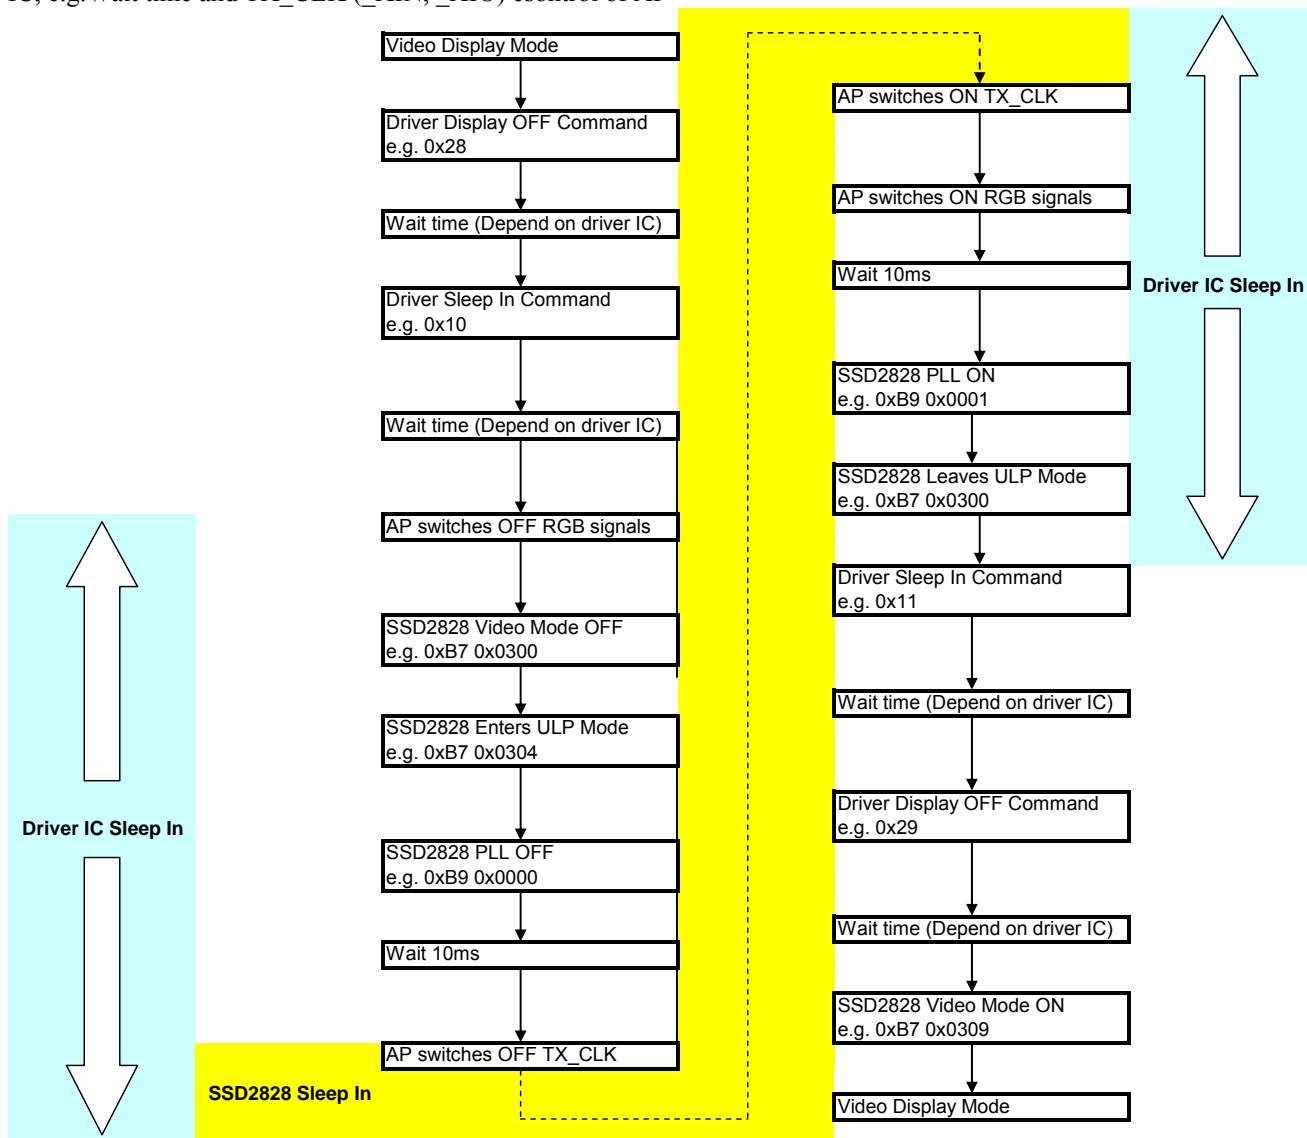 Video Display Mode
Driver Display OFF Command
e.g. 0x28
Wait time (Depend on driver IC)
Driver Sleep In Command
e.g. 0x10
Wait time (Depend on driver IC)
AP switches OFF RGB signals
SSD2828 Video Mode OFF
e.g. 0xB7 0x0300
SSD2828 Enters ULP Mode
e.g. 0xB7 0x0304
SSD2828 PLL OFF
e.g. 0xB9 0x0000
Wait 10ms
AP switches OFF TX_CLK
Driver IC Sleep In
SSD2828 Sleep In
AP switches ON TX_CLK
AP switches ON RGB signals
Wait 10ms
SSD2828 PLL ON
e.g. 0xB9 0x0001
SSD2828 Leaves ULP Mode
e.g. 0xB7 0x0300
Driver Sleep In Command
e.g. 0x11
Wait time (Depend on driver IC)
Driver Display OFF Command
e.g. 0x29
Wait time (Depend on driver IC)
SSD2828 Video Mode ON
e.g. 0xB7 0x0309
Video Display Mode
Driver IC Sleep In